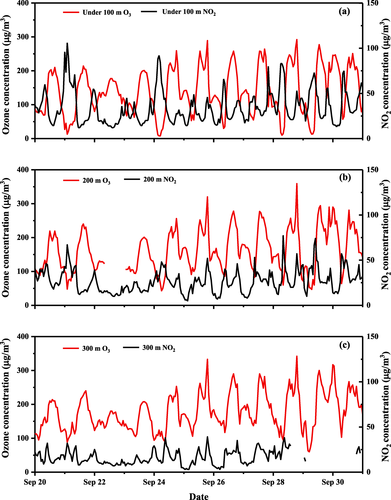 400
300
200
100
0
Ozone concentration (µg/m³)
Under 100 m O₃
Under 100 m NO₂
(a)
150
100
50
0
NO₂ concentration (µg/m³)
400
300
200
100
0
Ozone concentration (µg/m³)
200 m O₃
200 m NO₂
(b)
150
100
50
0
NO₂ concentration (µg/m³)
400
300
200
100
0
Ozone concentration (µg/m³)
300 m O₃
300 m NO₂
(c)
150
100
50
0
NO₂ concentration (µg/m³)
Sep 20 Sep 22 Sep 24 Sep 26 Sep 28 Sep 30
Date